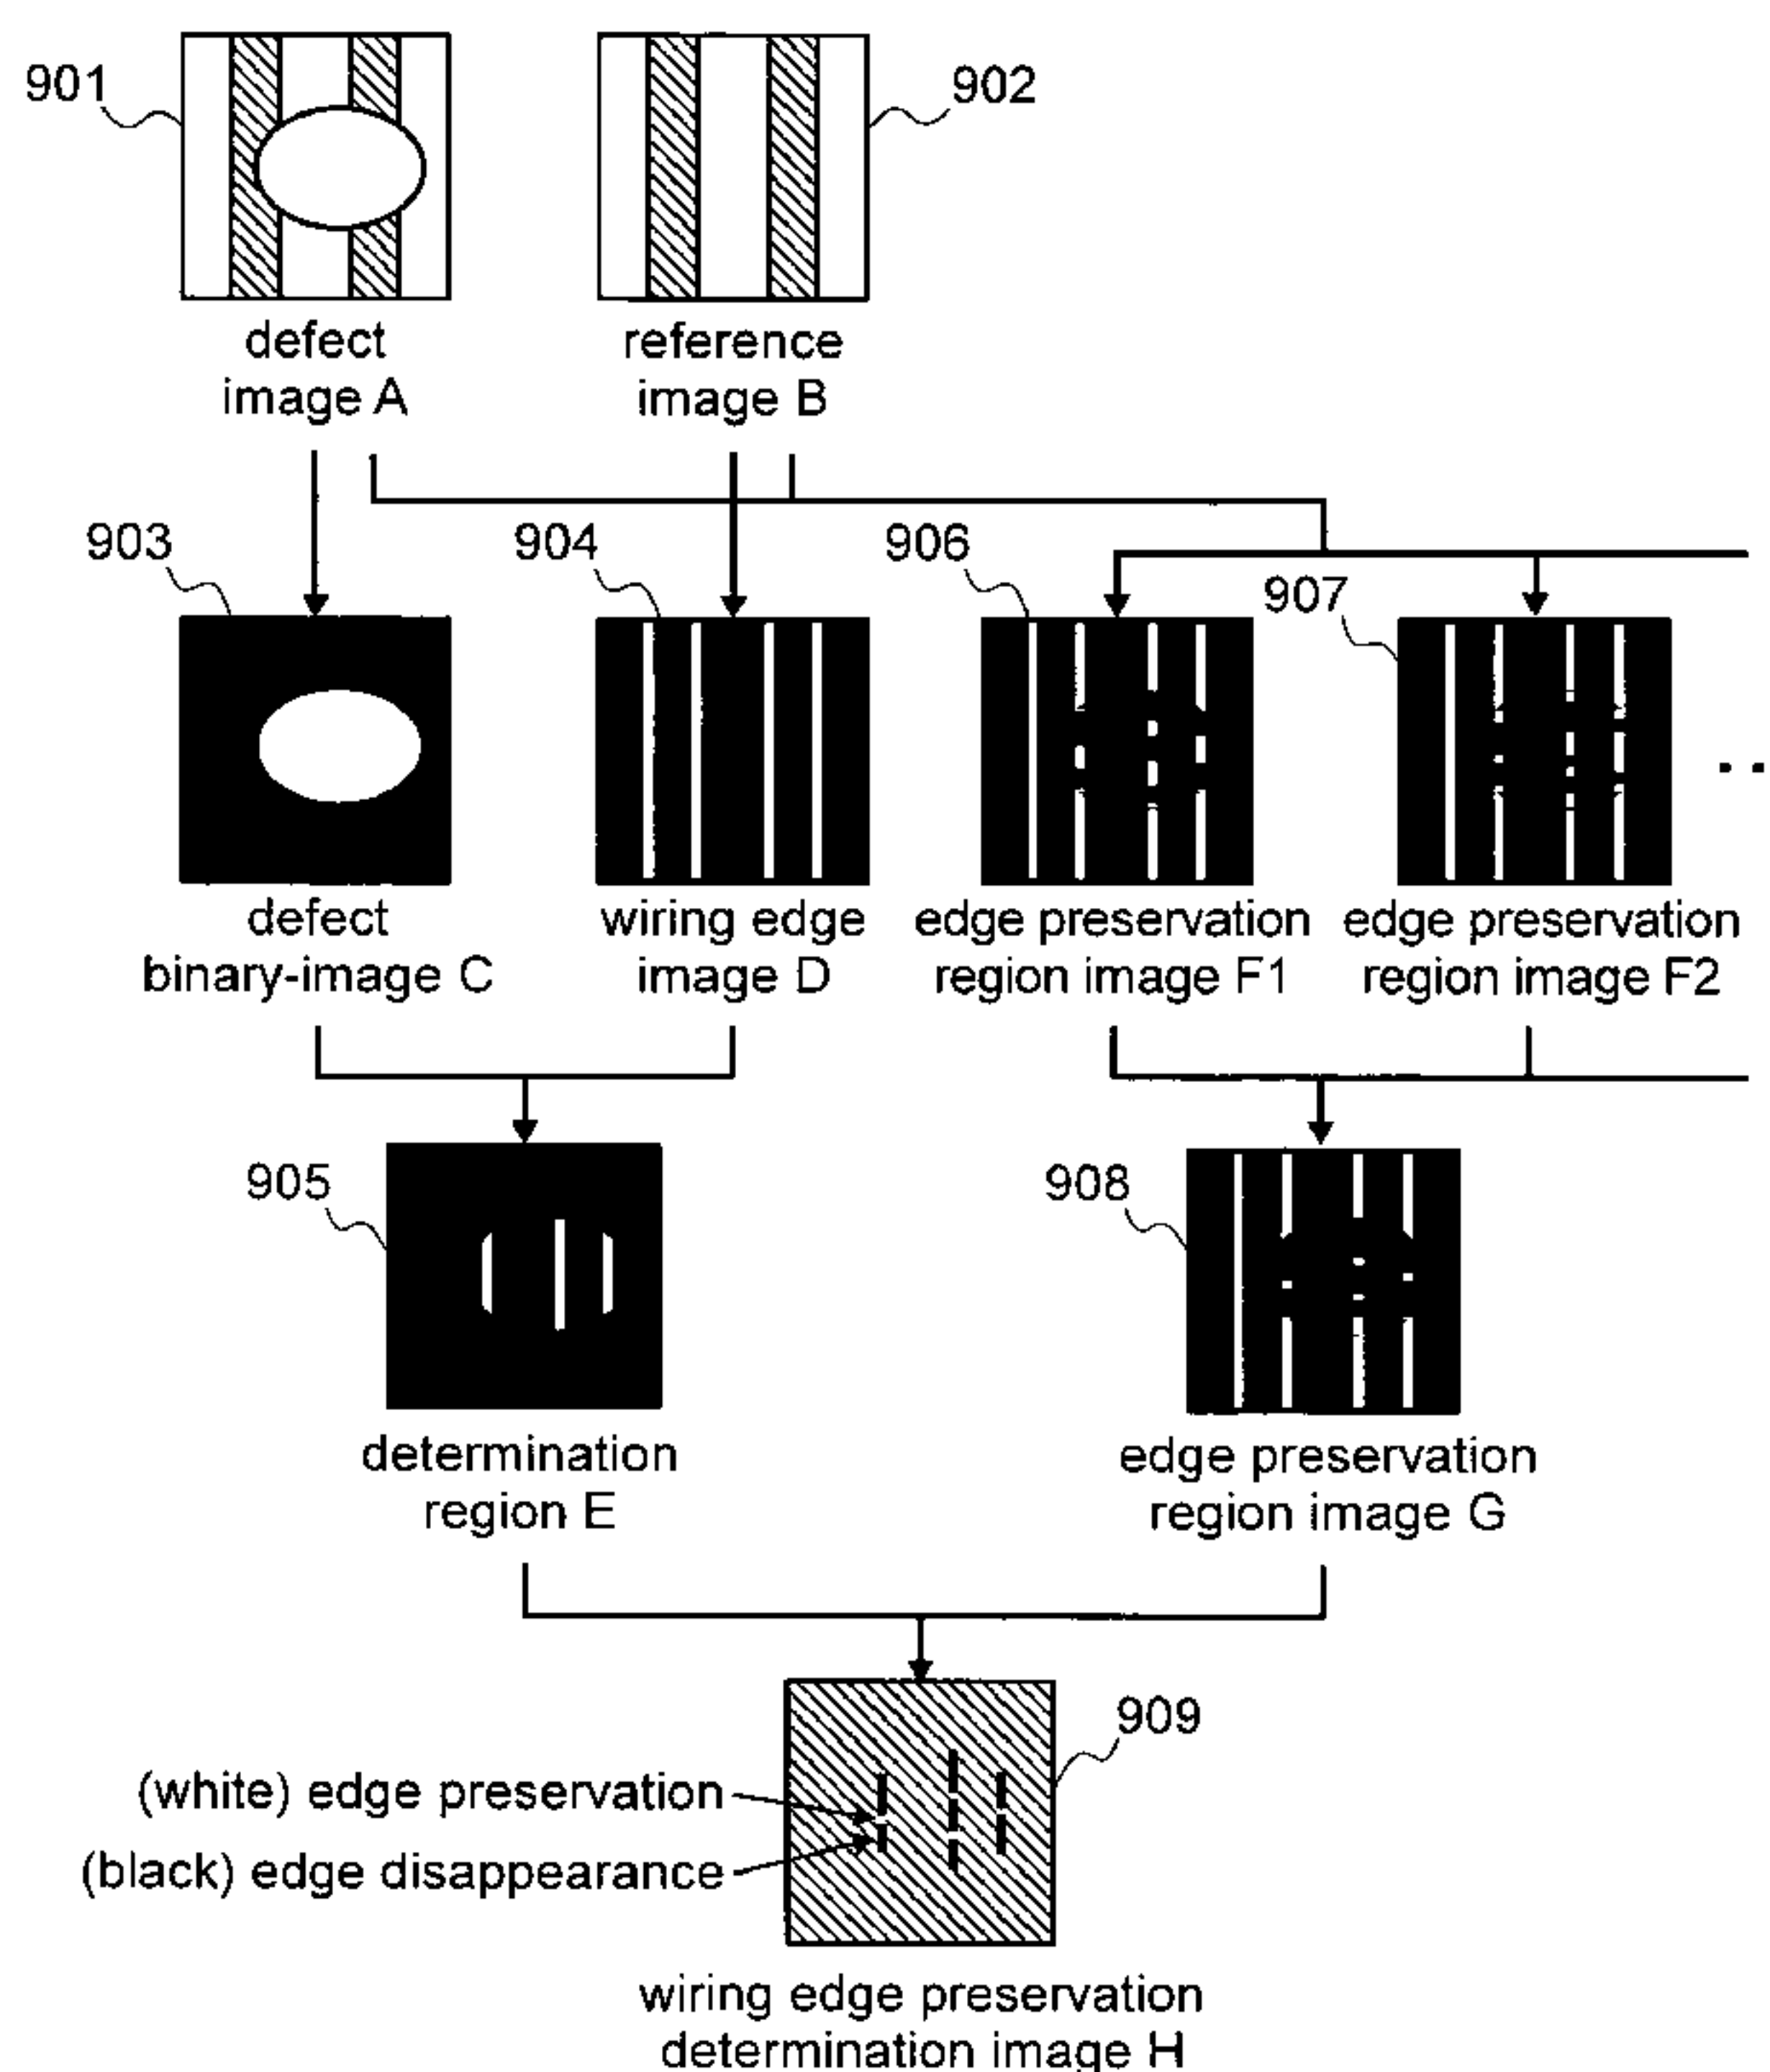 901
902
defect
image A
reference
image B
903
904
906
907
defect
binary-image C
wiring edge
image D
edge preservation
region image F1
edge preservation
region image F2
. .
905
908
determination
region E
edge preservation
region image G
909
(white) edge preservation
(black) edge disappearance
wiring edge preservation
determination image H